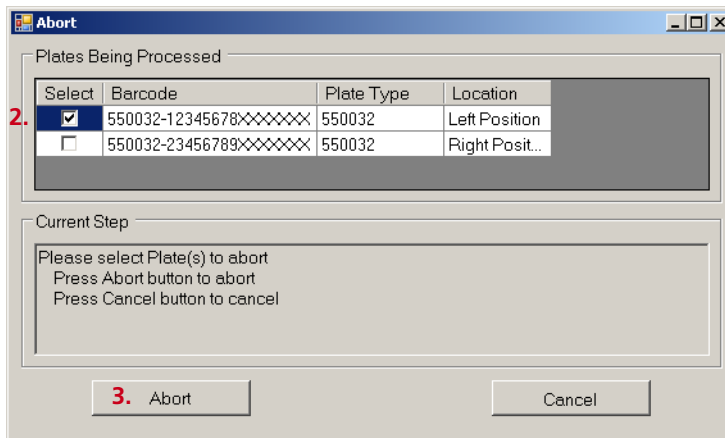 Abort
Plates Being Processed
Select Barcode Plate Type Location
2. 550032-12345678XXXXXXX 550032 Left Position
550032-23456789XXXXXXX 550032 Right Posit...
Current Step
Please select Plate(s) to abort
Press Abort button to abort
Press Cancel button to cancel
3. Abort Cancel